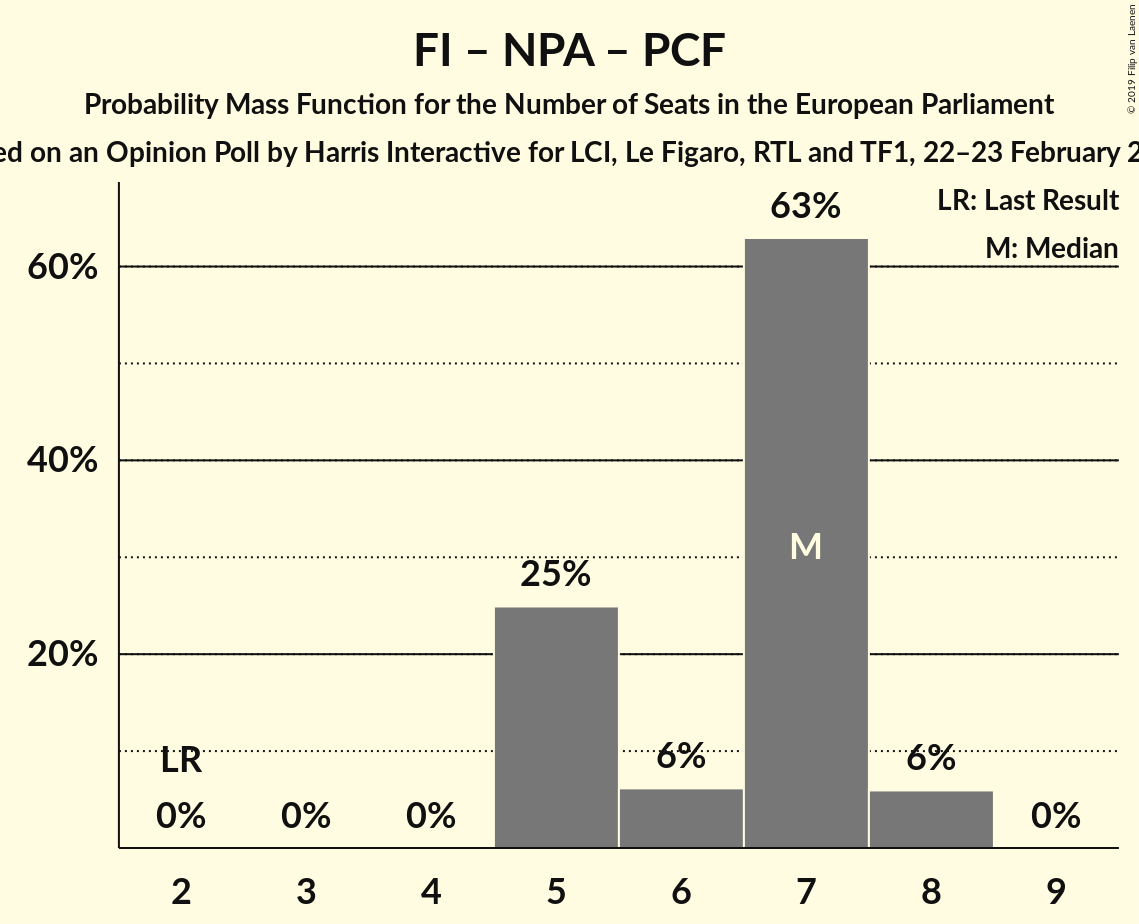 FI – NPA – PCF
Probability Mass Function for the Number of Seats in the European Parliament
on an Opinion Poll by Harris Interactive for LCI, Le Figaro, RTL and TF1, 22–23 February
© 2019 Filip van Laenen
LR: Last Result
M: Median
63%
60%
40%
M
25%
20%
LR
6%
6%
0%
0%
0%
0%
2 3 4 5 6 7 8 9